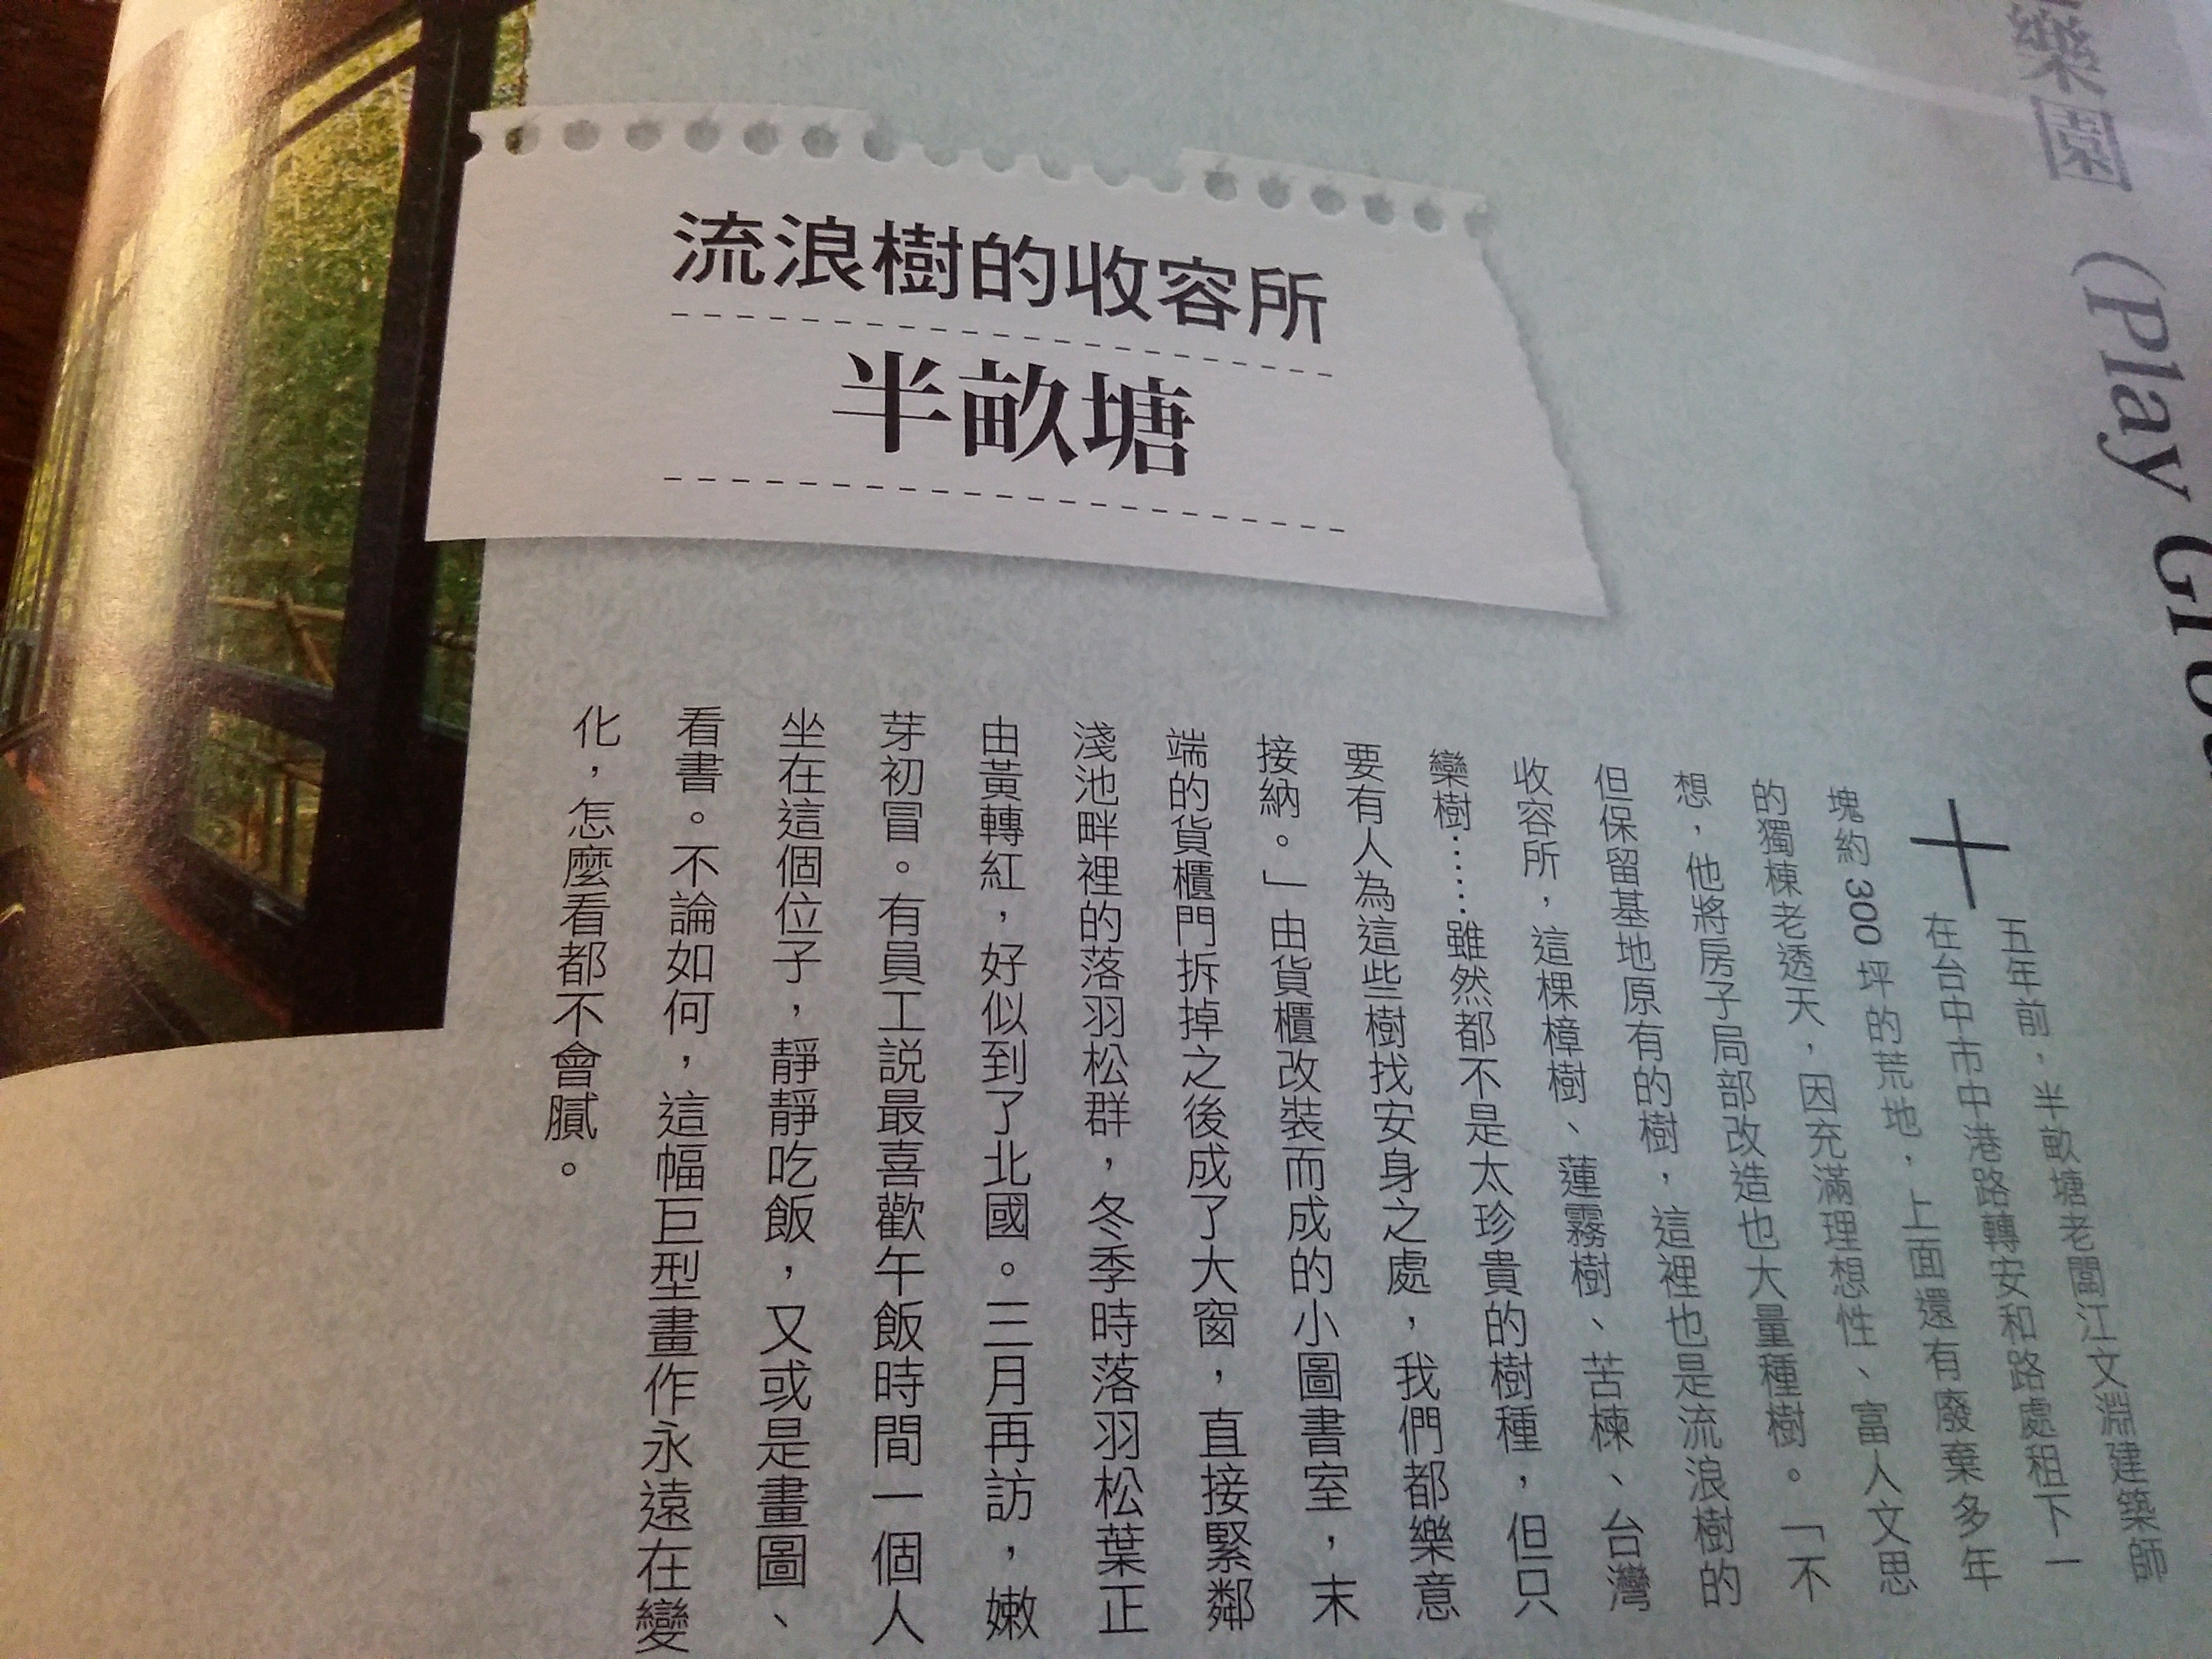 樂園 (Play Gro
流浪樹的收容所
半畝塘
五年前，半畝塘老闆江文淵建築師
在台中市中港路轉安和路處租下一
塊約300坪的荒地，上面還有廢棄多年
的獨棟老透天，因充滿理想性、富人文思
想，他將房子局部改造也大量種樹。「不
但保留基地原有的樹，這裡也是流浪樹的
收容所，這棵樟樹、蓮霧樹、苦楝、台灣
欒樹……雖然都不是太珍貴的樹種，但只
要有人為這些樹找安身之處，我們都樂意
接納。」由貨櫃改裝而成的小圖書室，末
端的貨櫃門拆掉之後成了大窗，直接緊鄰
淺池畔裡的落羽松群，冬季時落羽松葉正
由黃轉紅，好似到了北國。三月再訪，嫩
芽初冒。有員工説最喜歡午飯時間一個人
坐在這個位子，靜靜吃飯，又或是畫圖、
看書。不論如何，這幅巨型畫作永遠在變
化，怎麼看都不會膩。